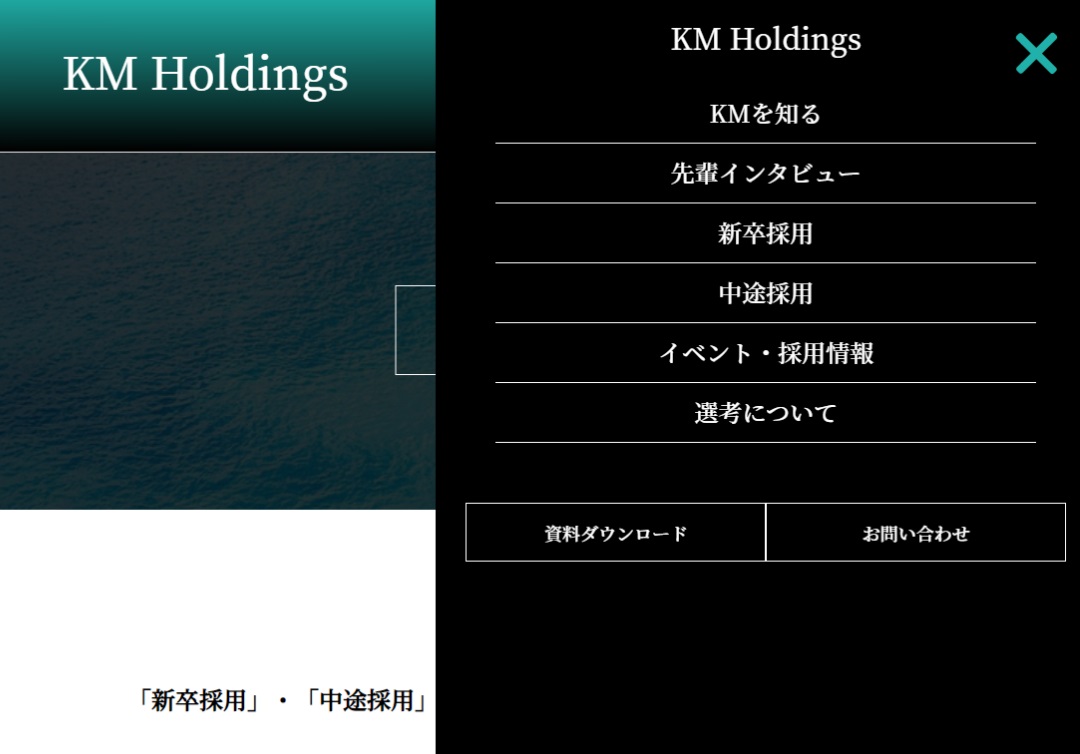 KM Holdings
KM Holdings
KMを知る
先輩インタビュー
新卒採用
中途採用
イベント・採用情報
選考について
資料ダウンロード
お問い合わせ
「新卒採用」・「中途採用」